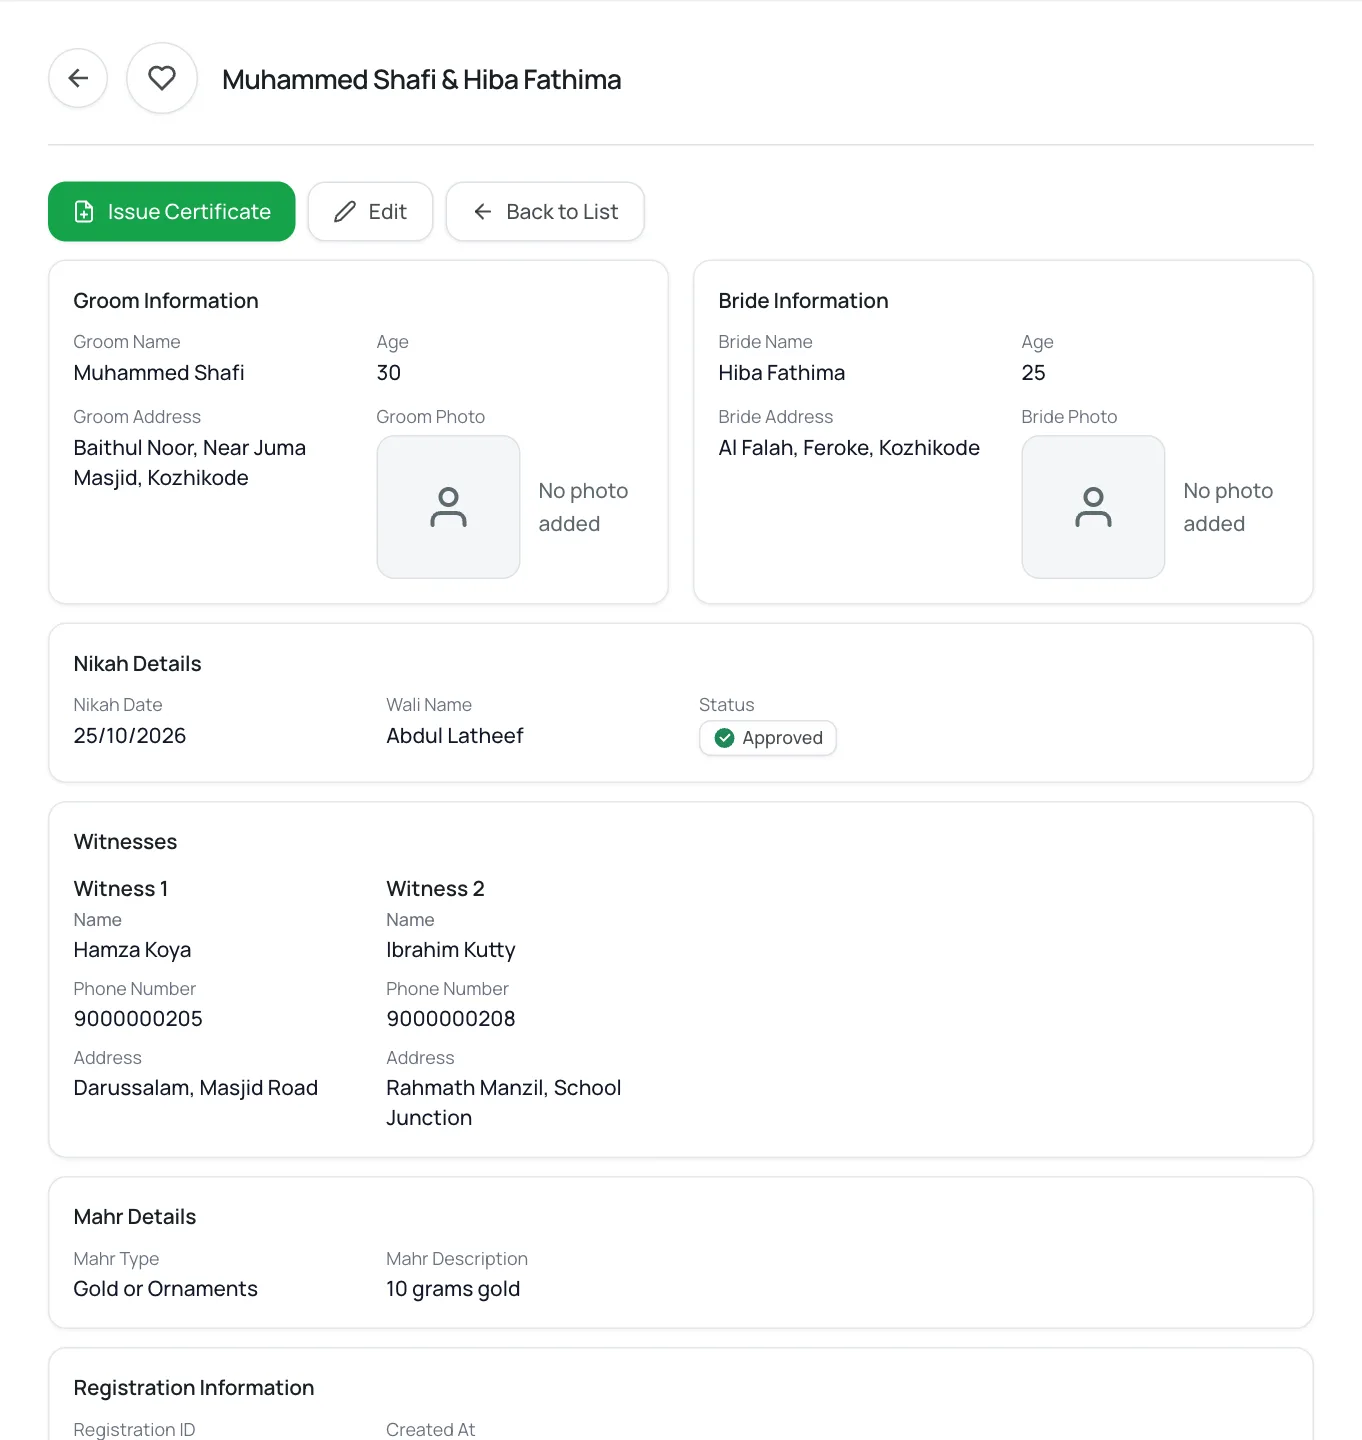 Muhammed Shafi & Hiba Fathima
Issue Certificate
Edit
Back to List
Groom Information
Groom Name
Age
Muhammed Shafi
30
Groom Address
Groom Photo
Baithul Noor, Near Juma
Masjid, Kozhikode
No photo
added
Bride Information
Bride Name
Age
Hiba Fathima
25
Bride Address
Bride Photo
Al Falah, Feroke, Kozhikode
No photo
added
Nikah Details
Nikah Date
Wali Name
Status
25/10/2026
Abdul Latheef
Approved
Witnesses
Witness 1
Name
Hamza Koya
Phone Number
9000000205
Address
Darussalam, Masjid Road
Witness 2
Name
Ibrahim Kutty
Phone Number
9000000208
Address
Rahmath Manzil, School
Junction
Mahr Details
Mahr Type
Mahr Description
Gold or Ornaments
10 grams gold
Registration Information
Registration ID
Created At